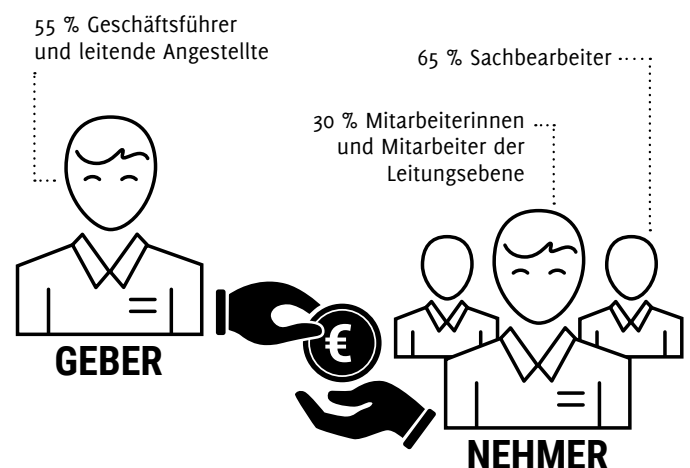 55 % Geschäftsführer
und leitende Angestellte
65 % Sachbearbeiter
30 % Mitarbeiterinnen
und Mitarbeiter der
Leitungsebene
€
GEBER
NEHMER